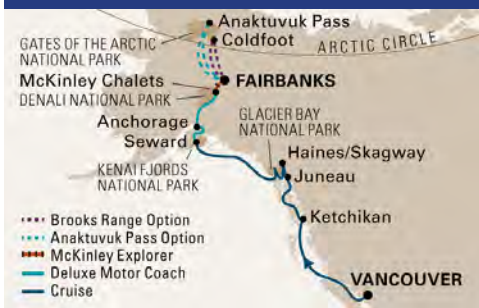 Anaktuvuk Pass
Coldfoot
GATES OF THE ARCTIC
NATIONAL PARK
ARCTIC CIRCLE
McKinley Chalets
FAIRBANKS
DENALI NATIONAL PARK
GLACIER BAY
NATIONAL PARK
Anchorage
Seward
Haines/Skagway
KENAI FJORDS
NATIONAL PARK
Juneau
Ketchikan
Brooks Range Option
Anaktuvuk Pass Option
McKinley Explorer
Deluxe Motor Coach
Cruise
VANCOUVER